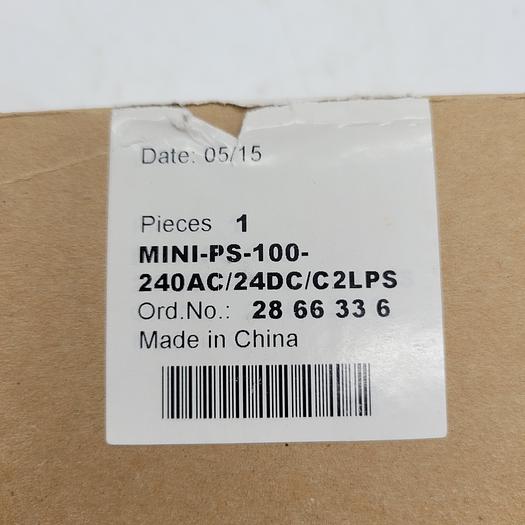 Date: 05/15
Pieces 1
MINI-PS-100-
240AC/24DC/C2LPS
Ord.No.: 28 66 33 6
Made in China